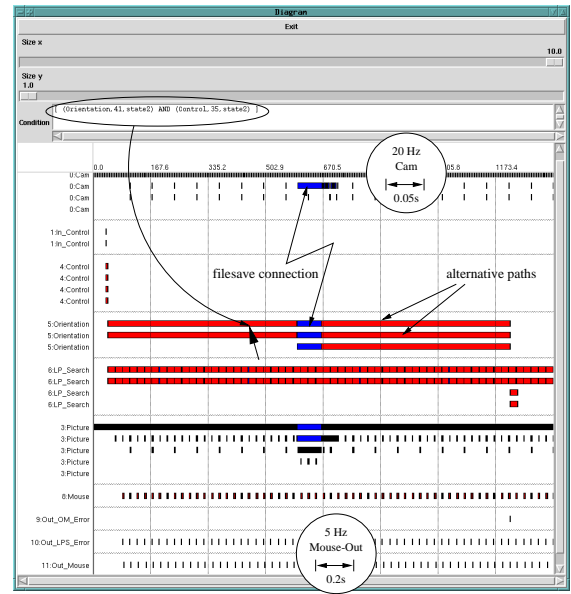 Diagram
Exit
Size x
10.0
Size y
1.0
[ (Orientation,41,state2) AND (Control,35,state2) ]
Condition
20 Hz
Cam
0.05s
0.0 167.6 335.2 502.9 670.5 05.8 1173.4
0:Cam
0:Cam
0:Cam
0:Cam
1:In_Control
1:In_Control
4:Control
4:Control
4:Control
4:Control
filesave connection
alternative paths
5:Orientation
5:Orientation
5:Orientation
6:LP_Search
6:LP_Search
6:LP_Search
6:LP_Search
3:Picture
3:Picture
3:Picture
3:Picture
3:Picture
8:Mouse
9:Out_OM_Error
10:Out_LPS_Error
11:Out_Mouse
5 Hz
Mouse-Out
0.2s